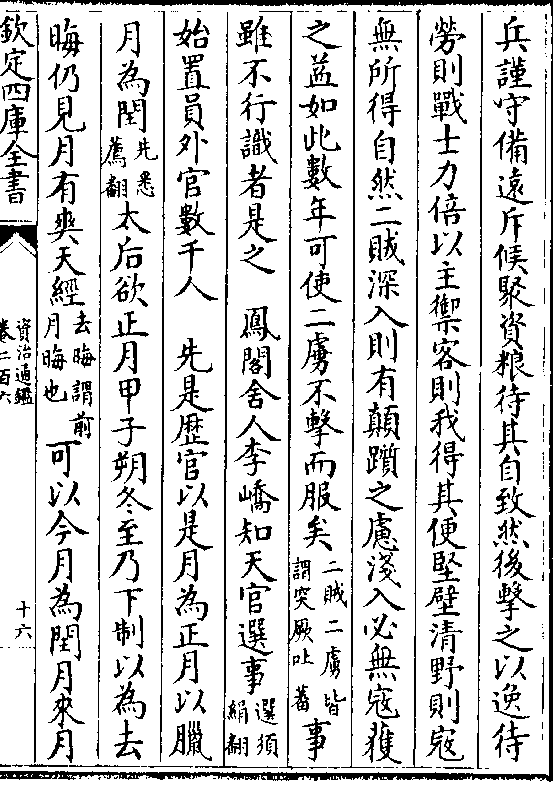 兵謹守備遠斥候聚資粮待其自致然後擊之以逸待
勞則戰士力倍以主禦客則我得其便堅壁清野則寇
無所得自然二賊深入則有顛躓之慮淺入必無寇獲
之益如此數年可使二虜不擊而服矣二賊二虜皆謂突厥吐蕃事
雖不行識者是之　鳳閣舍人李嶠知天官選事選須絹翻
始置員外官數千人　先是歷官以是月為正月以臘
月為閏先悉薦翻太后欲正月甲子朔冬至乃下制以為去
晦仍見月有爽天經去晦謂前月晦也可以今月為閏月來月
欽定四庫全書
資治通鑑
卷二百六
十六